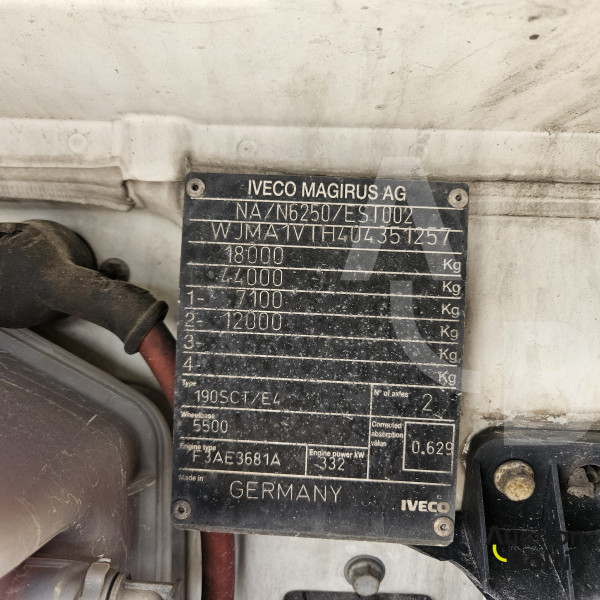 IVECO MAGIRUS AG
NA/N6250/EST002
WJMA1VTH404351257
18000 Kg
44000 Kg
1- 7100 Kg
2- 12000 Kg
3- Kg
4- Kg
Type
190SCT/E4
N° of axles
2
Wheelbase
5500
Corrected absorption value
0.629
Engine type
F3AE3681A
Engine power kW
332
Made in
GERMANY
IVECO